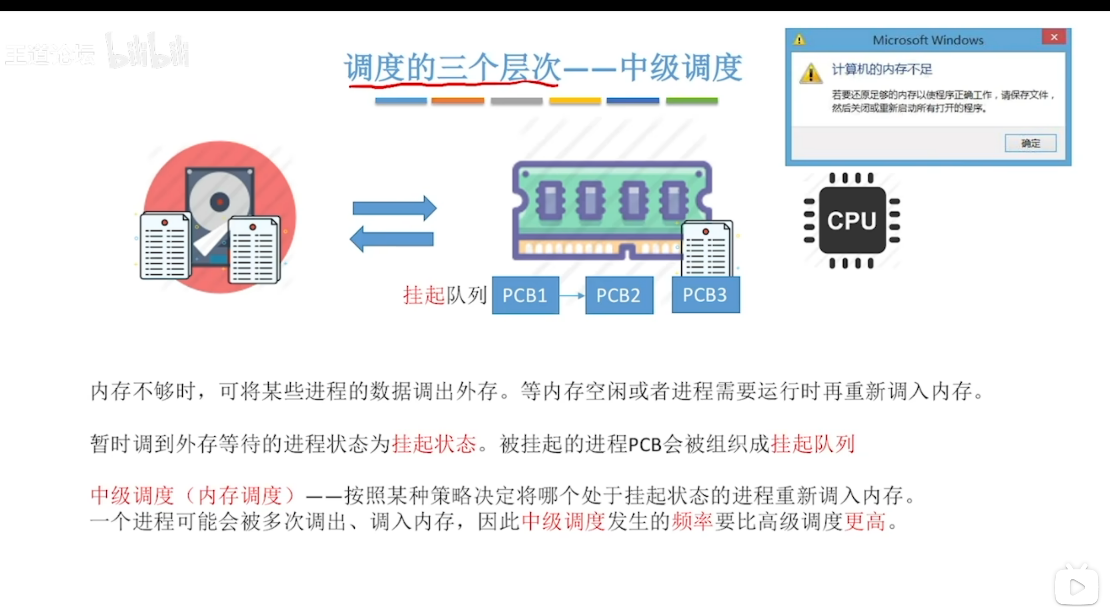 王道论坛 bilibili
调度的三个层次——中级调度
Microsoft Windows
计算机的内存不足
若要还原足够的内存以使程序正确工作，请保存文件，
然后关闭或重新启动所有打开的程序。
确定
CPU
挂起队列 PCB1 PCB2 PCB3
内存不够时，可将某些进程的数据调出外存。等内存空闲或者进程需要运行时再重新调入内存。
暂时调到外存等待的进程状态为挂起状态。被挂起的进程PCB会被组织成挂起队列
中级调度（内存调度）——按照某种策略决定将哪个处于挂起状态的进程重新调入内存。
一个进程可能会被多次调出、调入内存，因此中级调度发生的频率要比高级调度更高。